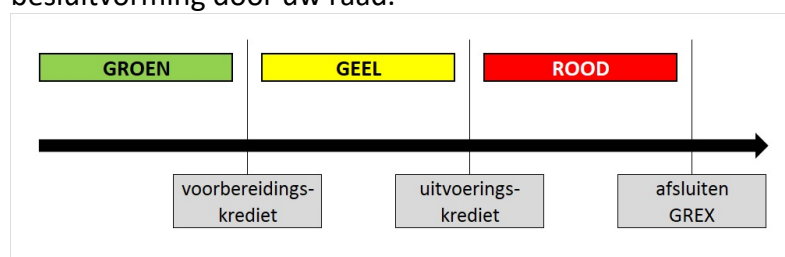 besluitvorming door uw raad.
GROEN GEEL ROOD
voorbereidings- uitvoerings- afsluiten
krediet krediet GREX